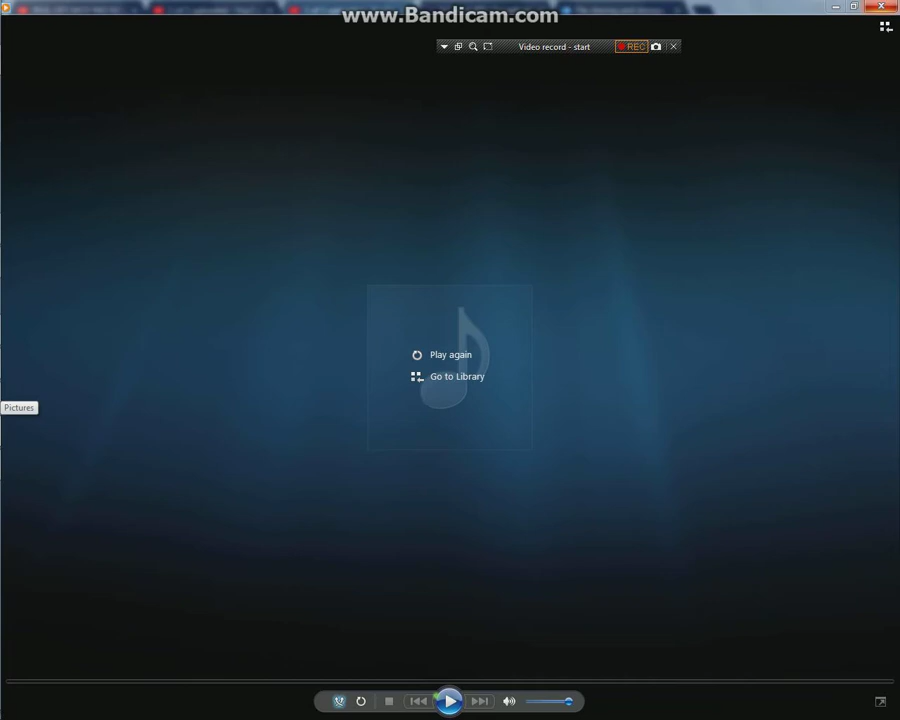 www.Bandicam.com
Video record - start
REC
Play again
Go to Library
Pictures